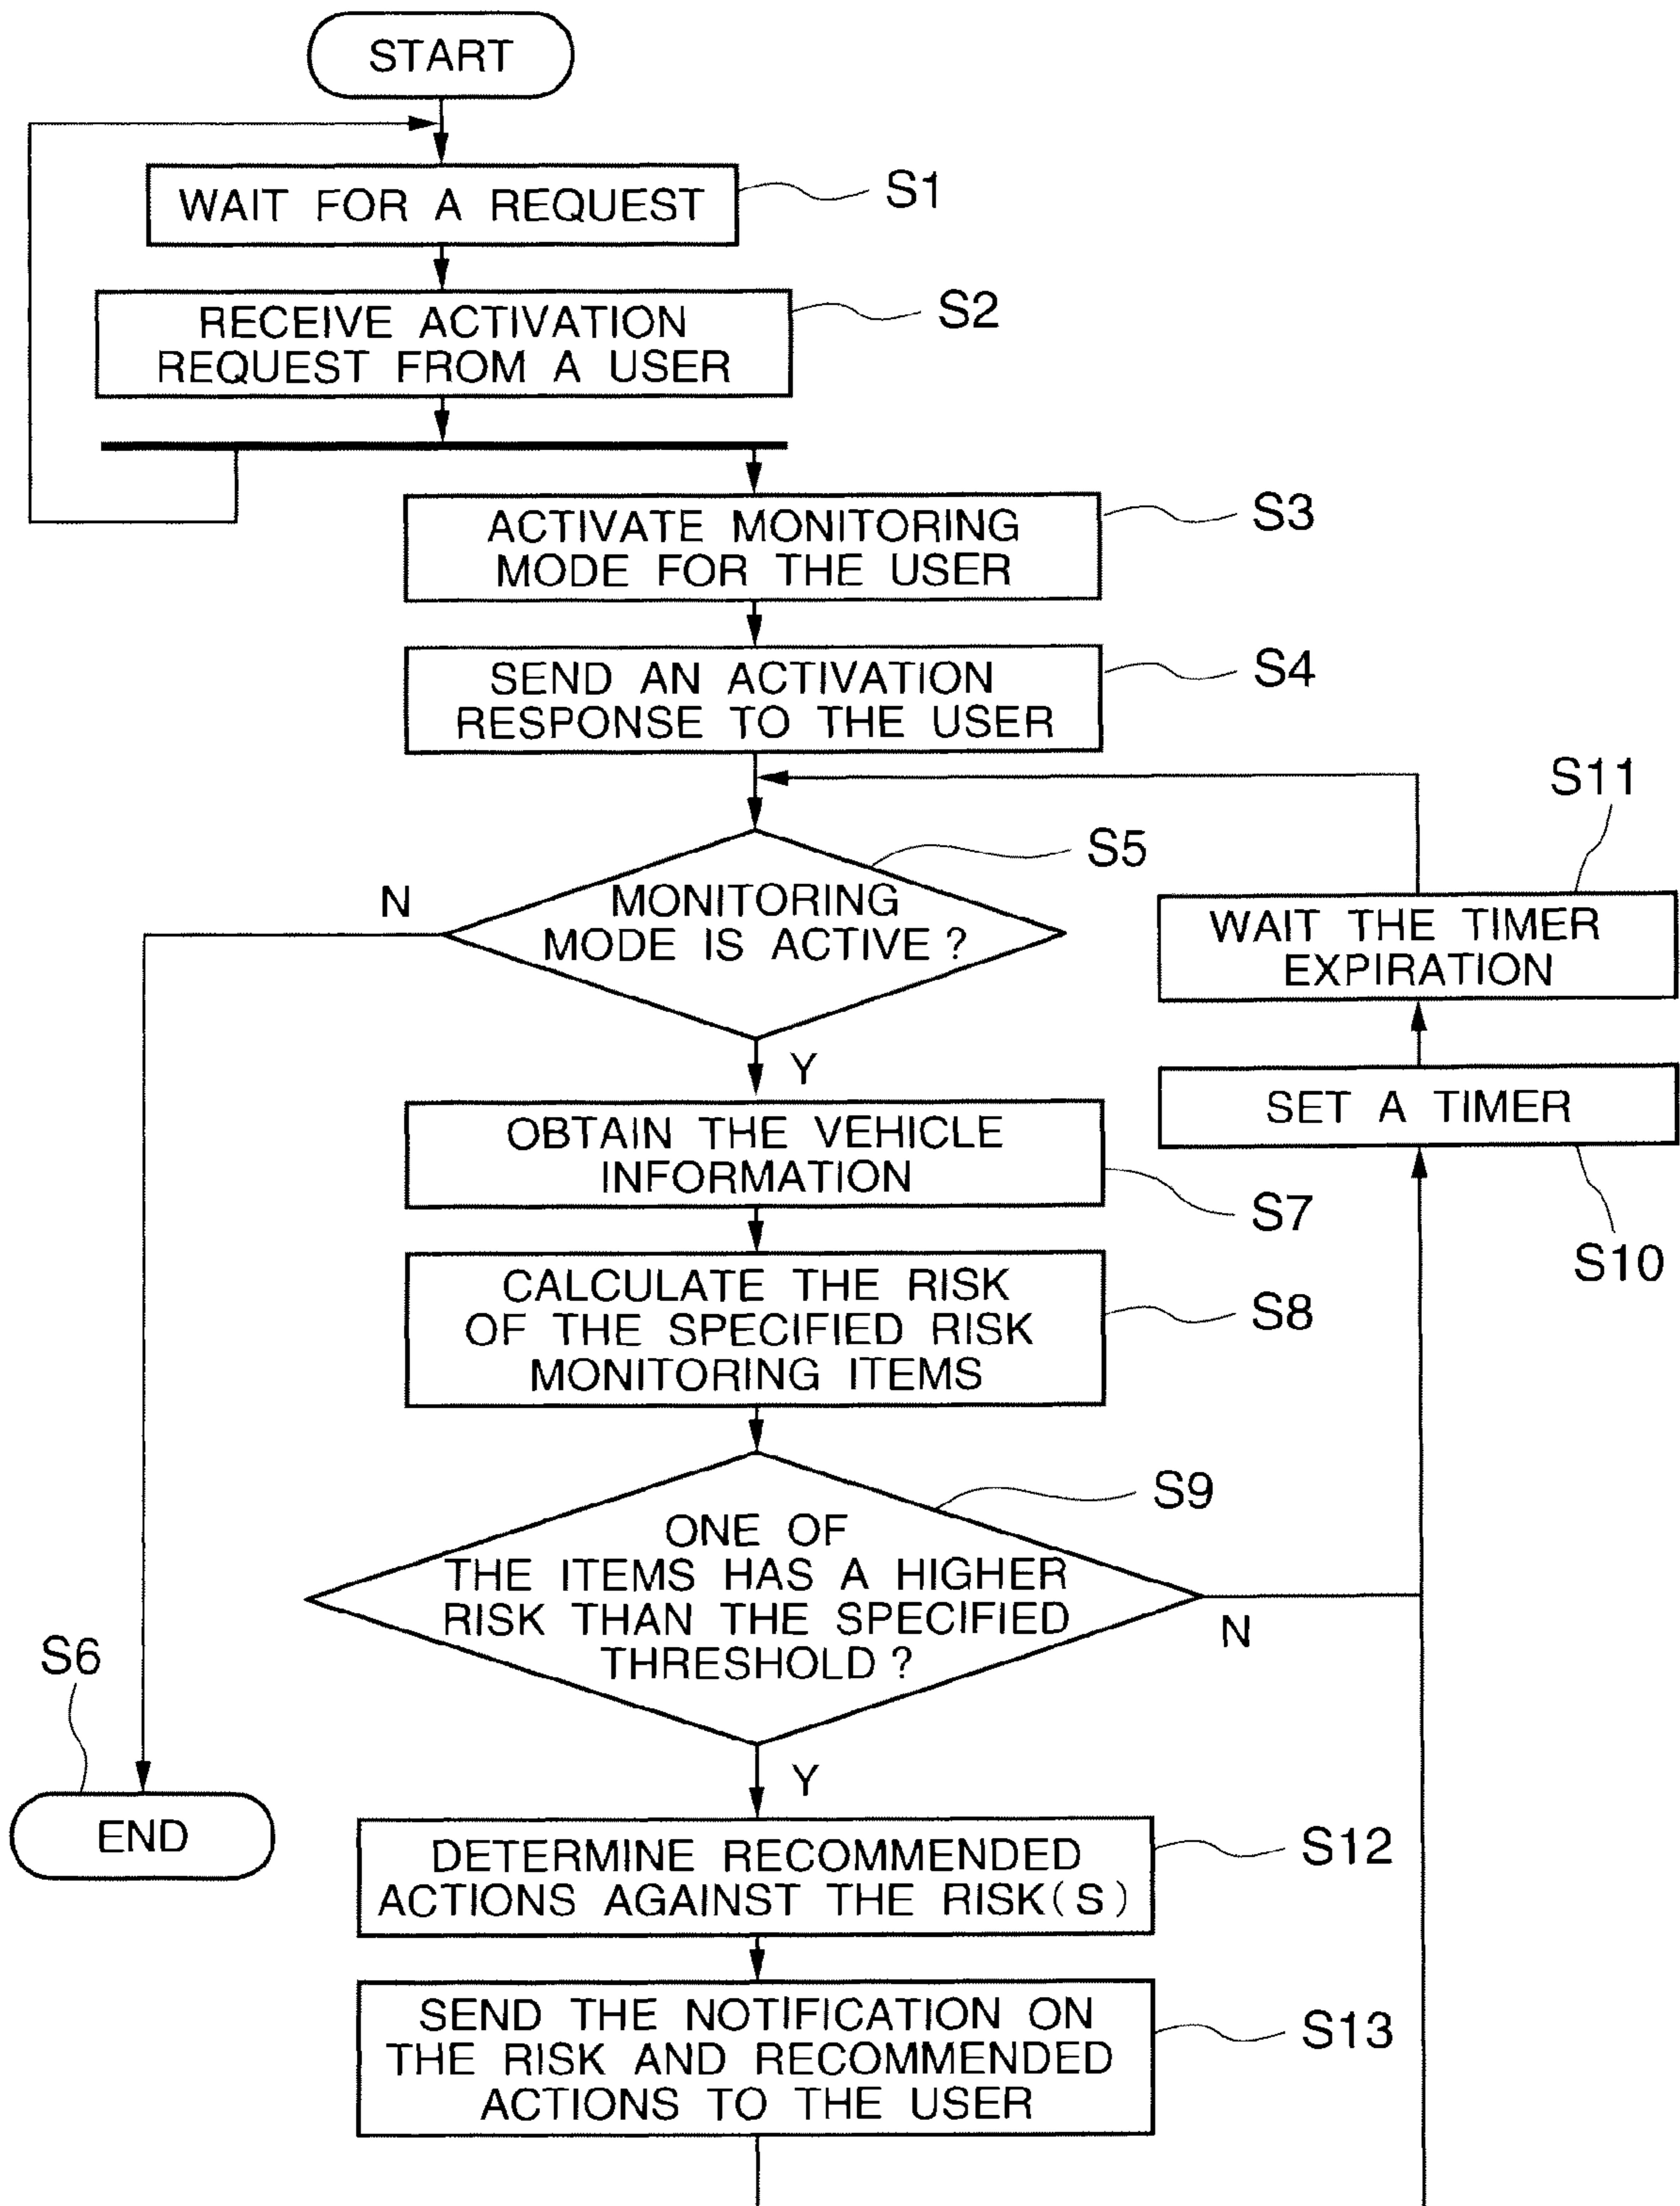 START
WAIT FOR A REQUEST
S1
RECEIVE ACTIVATION
REQUEST FROM A USER
S2
ACTIVATE MONITORING
MODE FOR THE USER
S3
SEND AN ACTIVATION
RESPONSE TO THE USER
S4
MONITORING
MODE IS ACTIVE ?
S5
N
Y
S11
WAIT THE TIMER
EXPIRATION
SET A TIMER
S10
OBTAIN THE VEHICLE
INFORMATION
S7
CALCULATE THE RISK
OF THE SPECIFIED RISK
MONITORING ITEMS
S8
ONE OF
THE ITEMS HAS A HIGHER
RISK THAN THE SPECIFIED
THRESHOLD ?
S9
N
Y
S6
END
DETERMINE RECOMMENDED
ACTIONS AGAINST THE RISK(S)
S12
SEND THE NOTIFICATION ON
THE RISK AND RECOMMENDED
ACTIONS TO THE USER
S13